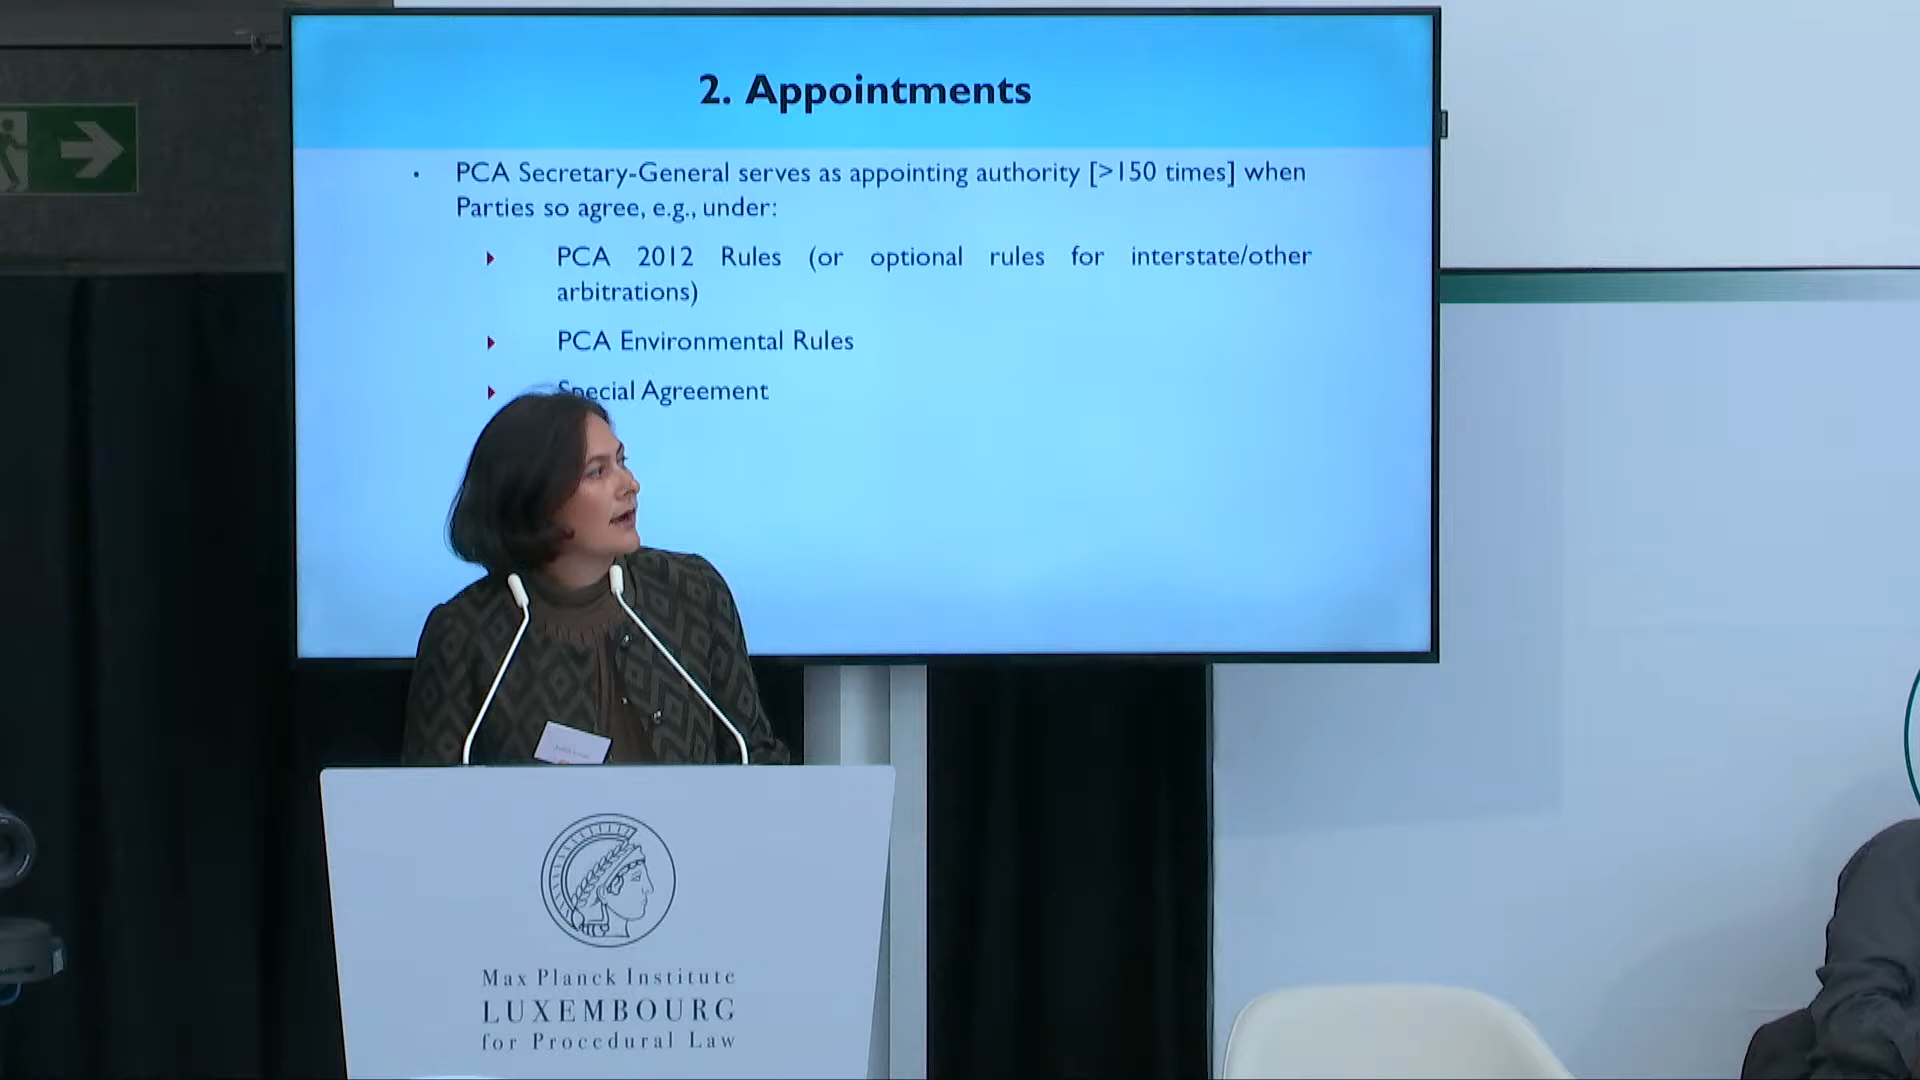 2. Appointments
• PCA Secretary-General serves as appointing authority [>150 times] when
Parties so agree, e.g., under:
PCA 2012 Rules (or optional rules for interstate/other
arbitrations)
PCA Environmental Rules
Special Agreement
Max Planck Institute
LUXEMBOURG
for Procedural Law